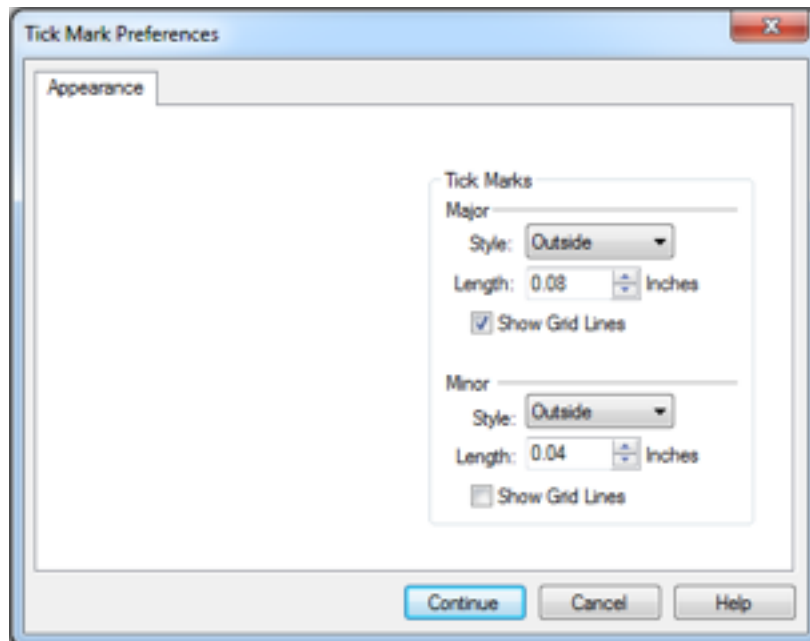 Tick Mark Preferences
Appearance
Tick Marks
Major
Style: Outside
Length: 0.08 Inches
Show Grid Lines
Minor
Style: Outside
Length: 0.04 Inches
Show Grid Lines
Continue Cancel Help